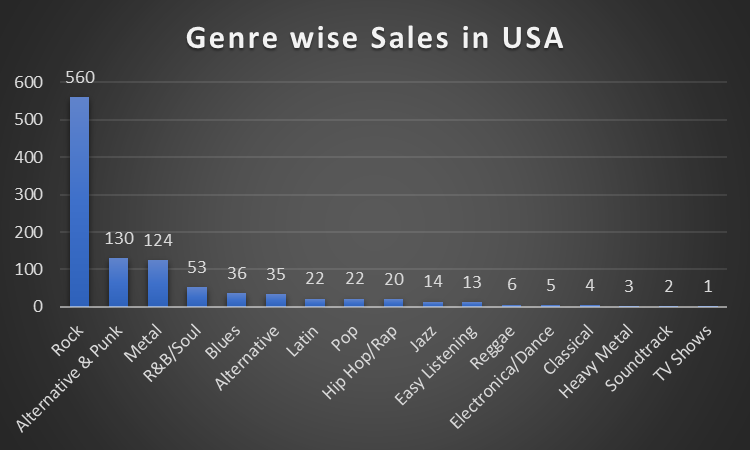 Genre wise Sales in USA
600
500
400
300
200
100
0
560
130
124
53
36
35
22
22
20
14
13
6
5
4
3
2
1
Rock
Alternative & Punk
Metal
R&B/Soul
Blues
Alternative
Latin
Pop
Hip Hop/Rap
Jazz
Easy Listening
Reggae
Electronica/Dance
Classical
Heavy Metal
Soundtrack
TV Shows